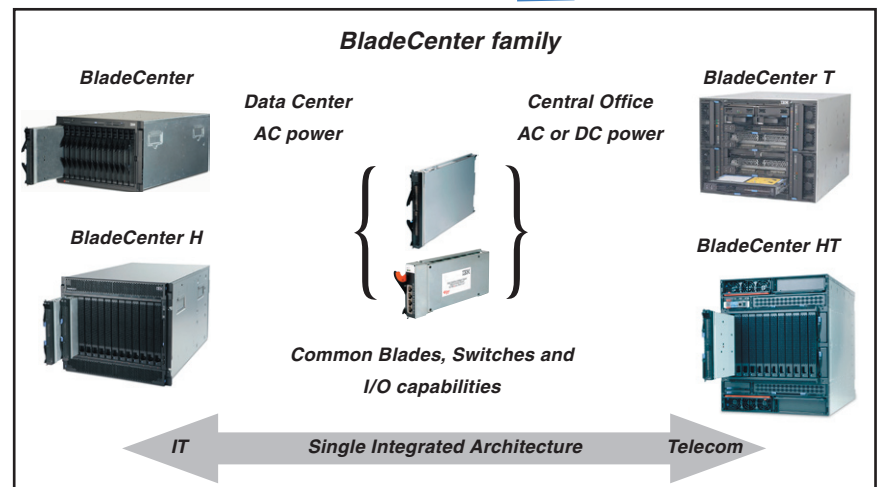 BladeCenter family
BladeCenter
Data Center
AC power
Central Office
AC or DC power
BladeCenter T
BladeCenter H
BladeCenter HT
IBM
Common Blades, Switches and
I/O capabilities
IT
Single Integrated Architecture
Telecom